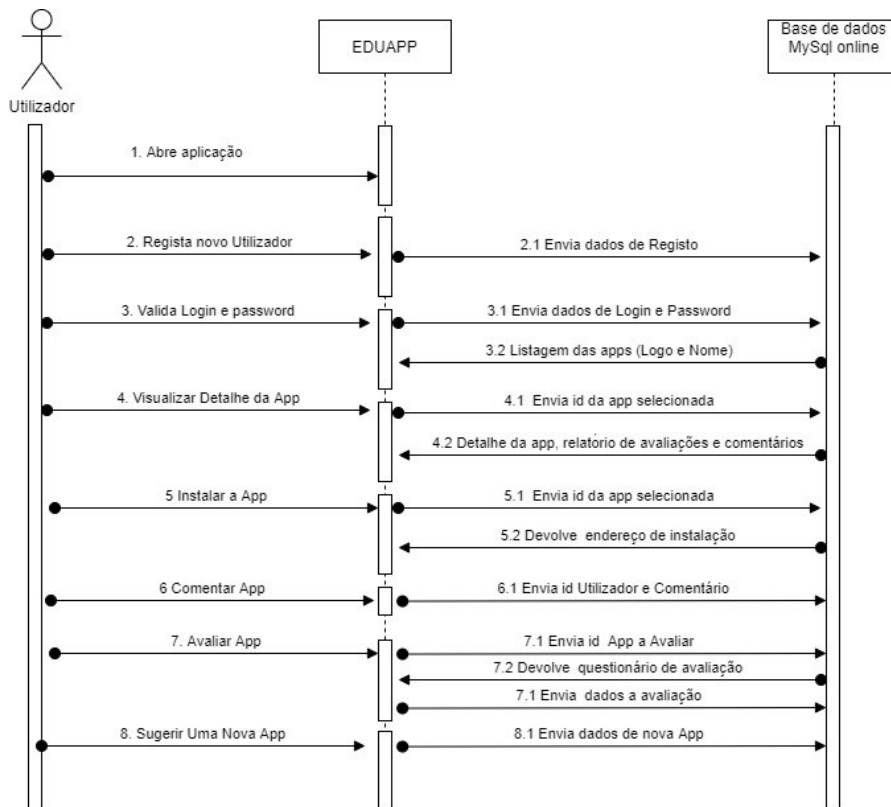 Utilizador
EDUAPP
Base de dados
MySql online
1. Abre aplicação
2. Regista novo Utilizador
2.1 Envia dados de Registo
3. Valida Login e password
3.1 Envia dados de Login e Password
3.2 Listagem das apps (Logo e Nome)
4. Visualizar Detalhe da App
4.1 Envia id da app selecionada
4.2 Detalhe da app, relatório de avaliações e comentários
5 Instalar a App
5.1 Envia id da app selecionada
5.2 Devolve endereço de instalação
6 Comentar App
6.1 Envia id Utilizador e Comentário
7. Avaliar App
7.1 Envia id App a Avaliar
7.2 Devolve questionário de avaliação
7.1 Envia dados a avaliação
8. Sugerir Uma Nova App
8.1 Envia dados de nova App